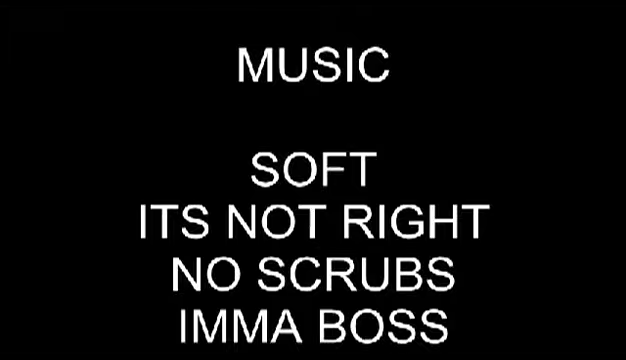 MUSIC
SOFT
ITS NOT RIGHT
NO SCRUBS
IMMA BOSS